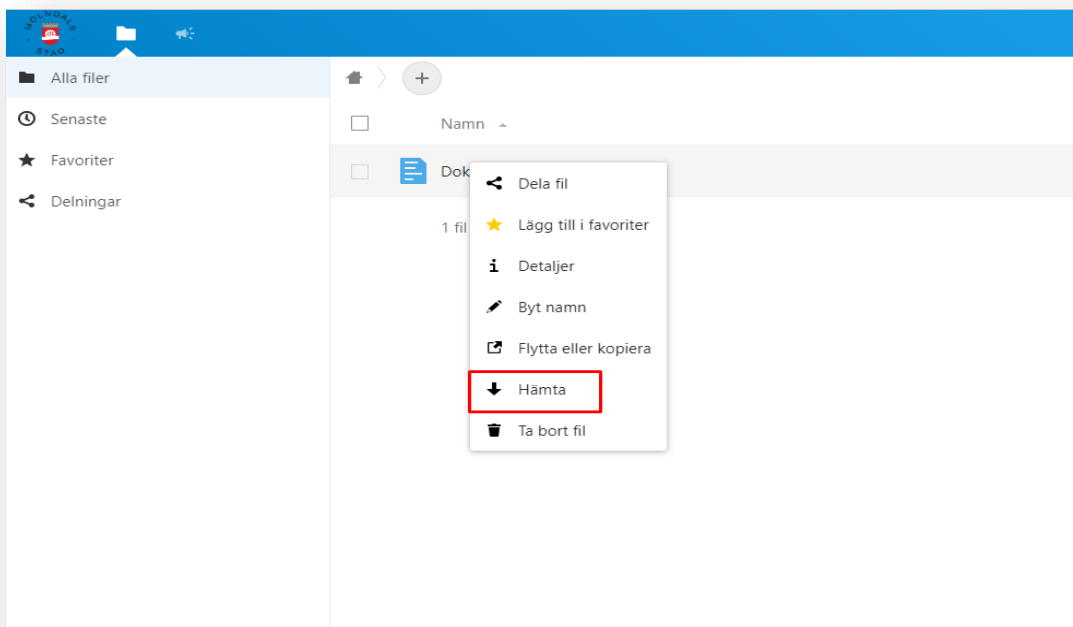 MÖLNDALS
STAD
Alla filer
Senaste
Favoriter
Delningar
Namn
Dok
1 fil
Dela fil
Lägg till i favoriter
Detaljer
Byt namn
Flytta eller kopiera
Hämta
Ta bort fil